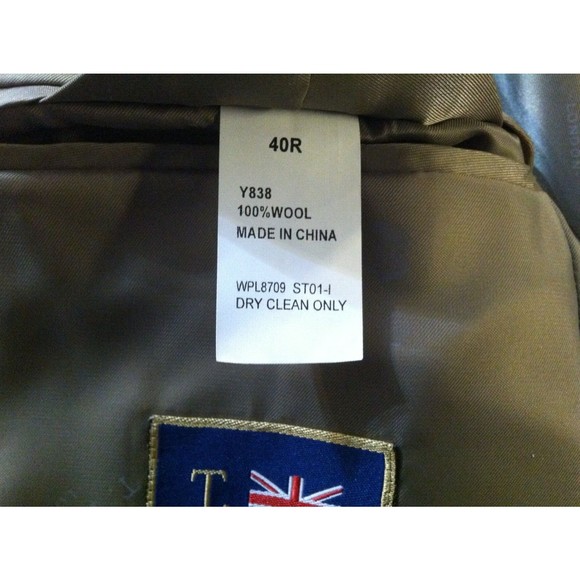 40R
Y838
100%WOOL
MADE IN CHINA
WPL8709 ST01-I
DRY CLEAN ONLY
T.